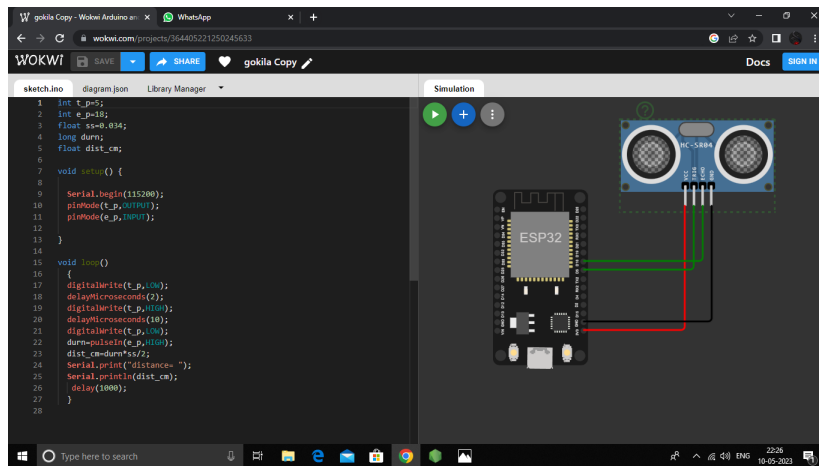 gokila Copy - Wokwi Arduino an
WhatsApp
wokwi.com/projects/364405221250245633
WOKWI SAVE SHARE gokila Copy Docs SIGN IN
sketch.ino diagram.json Library Manager Simulation
1 int t_p=5;
2 int e_p=18;
3 float ss=0.034;
4 long durn;
5 float dist_cm;
6
7 void setup() {
8
9 Serial.begin(115200);
10 pinMode(t_p,OUTPUT);
11 pinMode(e_p,INPUT);
12
13 }
14
15 void loop()
16 {
17 digitalWrite(t_p,LOW);
18 delayMicroseconds(2);
19 digitalWrite(t_p,HIGH);
20 delayMicroseconds(10);
21 digitalWrite(t_p,LOW);
22 durn=pulseIn(e_p,HIGH);
23 dist_cm=durn*ss/2;
24 Serial.print("distance= ");
25 Serial.println(dist_cm);
26 delay(1000);
27 }
28
HC-SR04
VCC
TRIG
ECHO
GND
ESP32
Type here to search
ENG
22:26
10-05-2023